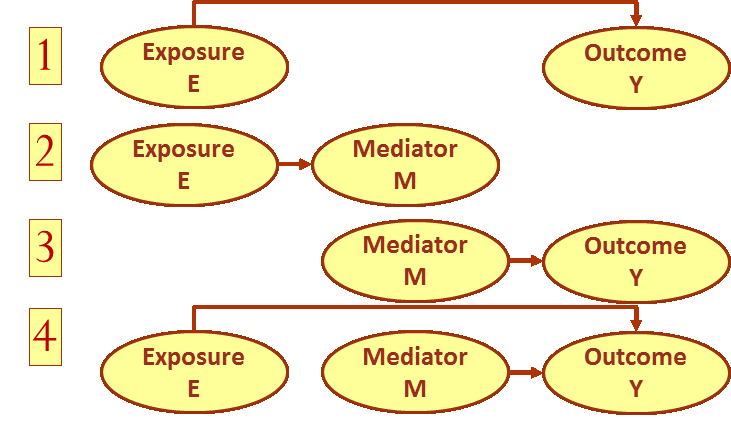 1
Exposure
E
Outcome
Y
2
Exposure
E
Mediator
M
3
Mediator
M
Outcome
Y
4
Exposure
E
Mediator
M
Outcome
Y